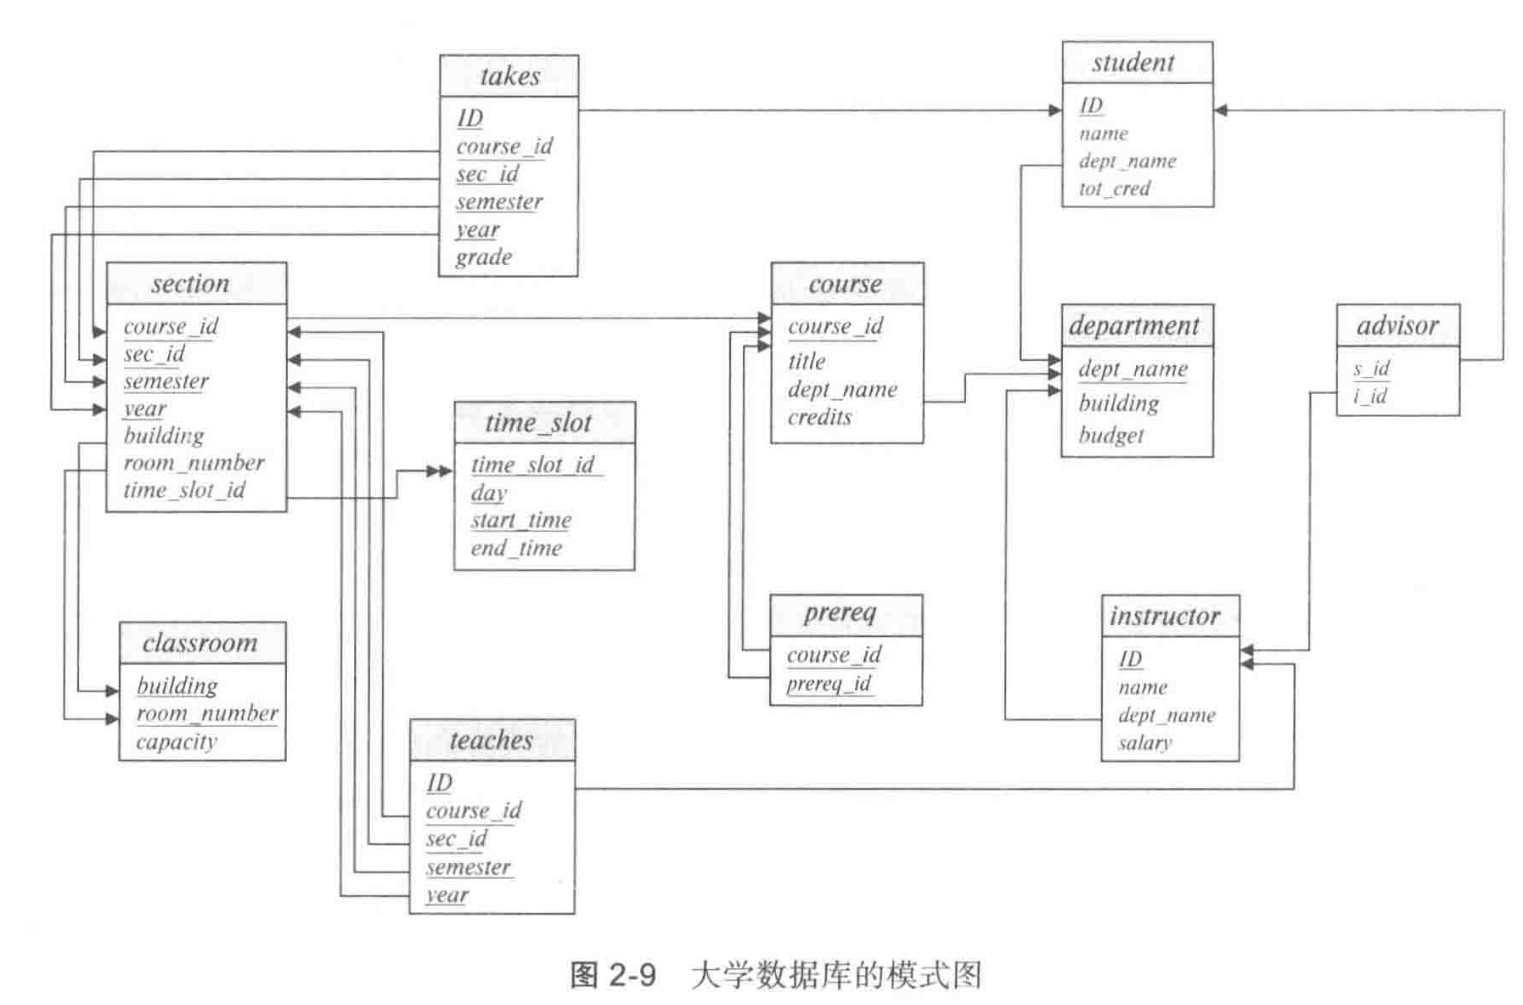 takes
ID
course_id
sec_id
semester
year
grade
student
ID
name
dept_name
tot_cred
section
course_id
sec_id
semester
year
building
room_number
time_slot_id
course
course_id
title
dept_name
credits
department
dept_name
building
budget
advisor
s_id
i_id
time_slot
time_slot_id
day
start_time
end_time
classroom
building
room_number
capacity
prereq
course_id
prereq_id
instructor
ID
name
dept_name
salary
teaches
ID
course_id
sec_id
semester
year
图 2-9 大学数据库的模式图